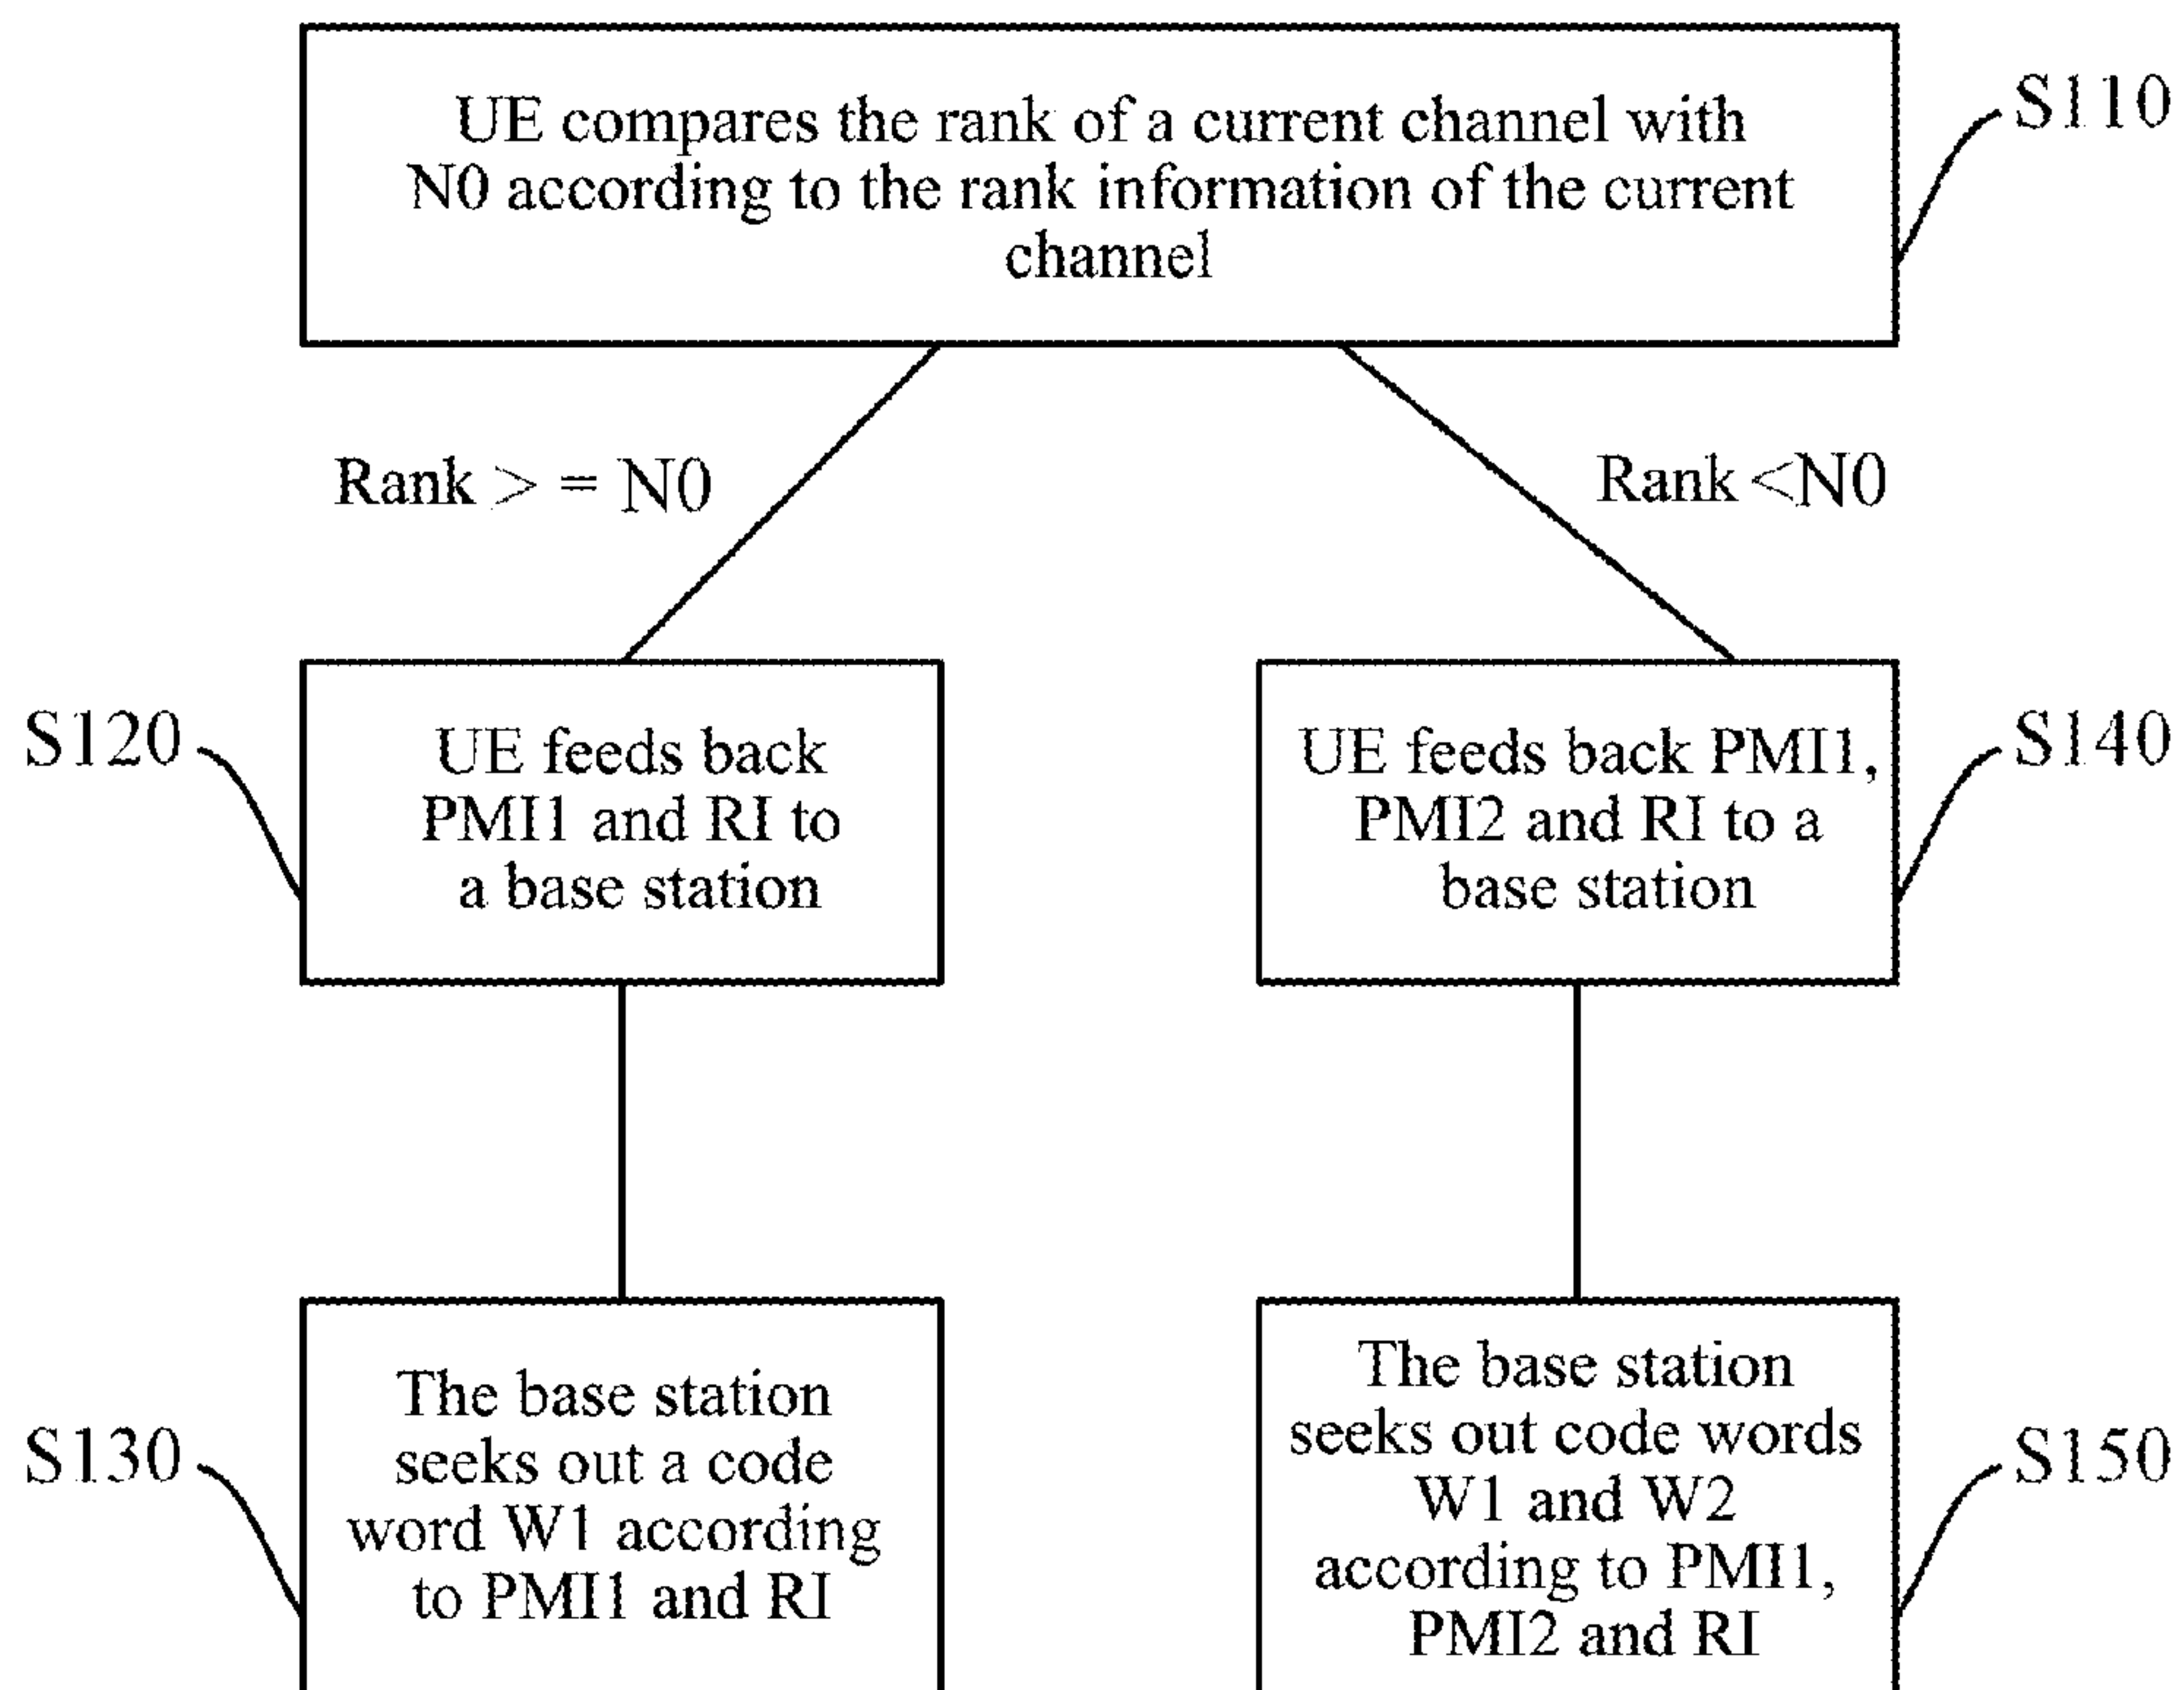 UE compares the rank of a current channel with
N0 according to the rank information of the current
channel
S110
Rank > = N0
Rank <N0
S120
UE feeds back
PMI1 and RI to
a base station
UE feeds back PMI1,
PMI2 and RI to a
base station
S140
S130
The base station
seeks out a code
word W1 according
to PMI1 and RI
The base station
seeks out code words
W1 and W2
according to PMI1,
PMI2 and RI
S150